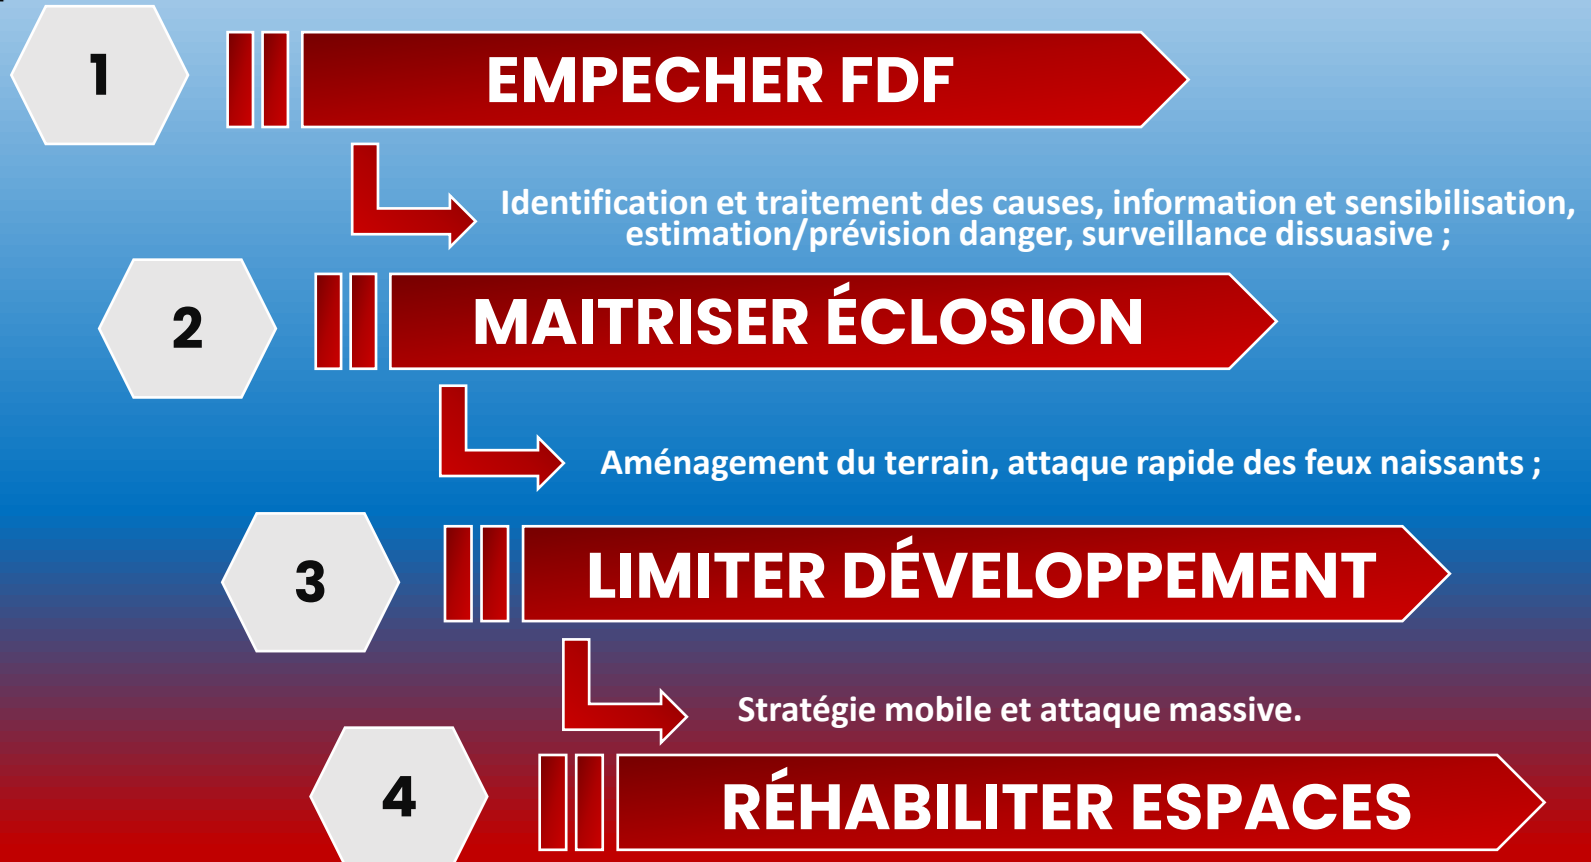 1
EMPECHER FDF
Identification et traitement des causes, information et sensibilisation,
estimation/prévision danger, surveillance dissuasive ;
2
MAITRISER ÉCLOSION
Aménagement du terrain, attaque rapide des feux naissants ;
3
LIMITER DÉVELOPPEMENT
Stratégie mobile et attaque massive.
4
RÉHABILITER ESPACES